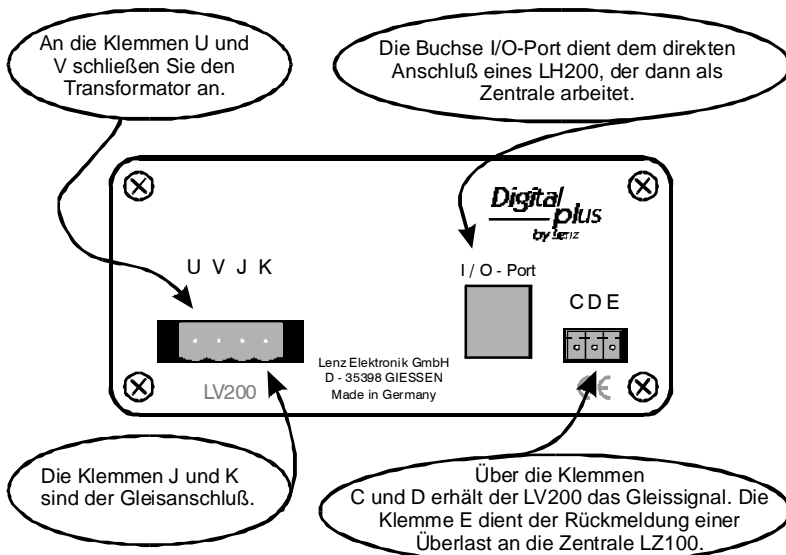 An die Klemmen U und
V schließen Sie den
Transformator an.
Die Buchse I/O-Port dient dem direkten
Anschluß eines LH200, der dann als
Zentrale arbeitet.
Digital
plus
by Lenz
U V J K
I / O - Port
C D E
Lenz Elektronik GmbH
D - 35398 GIESSEN
Made in Germany
LV200
CE
Die Klemmen J und K
sind der Gleisanschluß.
Über die Klemmen
C und D erhält der LV200 das Gleissignal. Die
Klemme E dient der Rückmeldung einer
Überlast an die Zentrale LZ100.